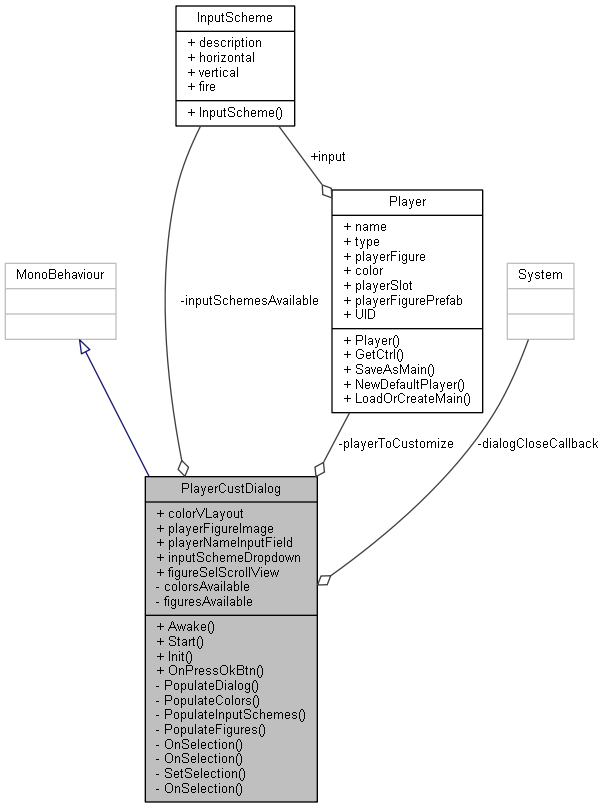 InputScheme
+ description
+ horizontal
+ vertical
+ fire
+ InputScheme()
+input
Player
+ name
+ type
+ playerFigure
+ color
+ playerSlot
+ playerFigurePrefab
+ UID
+ Player()
+ GetCtrl()
+ SaveAsMain()
+ NewDefaultPlayer()
+ LoadOrCreateMain()
MonoBehaviour
-inputSchemesAvailable
System
-playerToCustomize
-dialogCloseCallback
PlayerCustDialog
+ colorVLayout
+ playerFigureImage
+ playerNameInputField
+ inputSchemeDropdown
+ figureSelScrollView
- colorsAvailable
- figuresAvailable
+ Awake()
+ Start()
+ Init()
+ OnPressOkBtn()
- PopulateDialog()
- PopulateColors()
- PopulateInputSchemes()
- PopulateFigures()
- OnSelection()
- OnSelection()
- SetSelection()
- OnSelection()